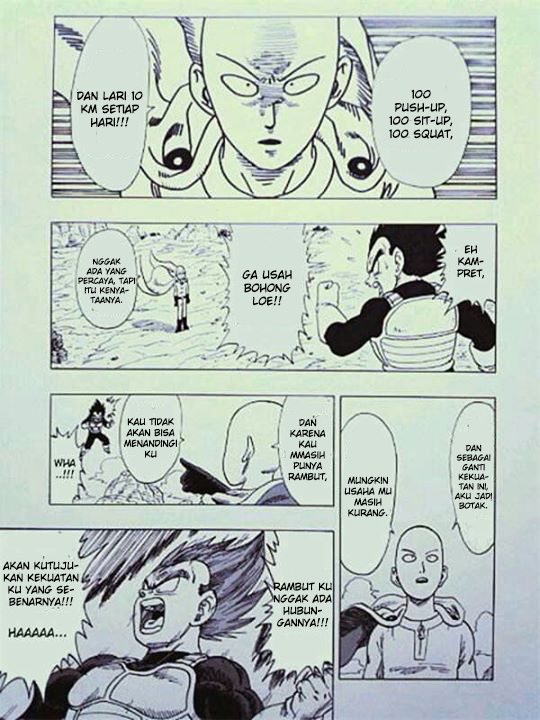 100
PUSH-UP,
100 SIT-UP,
100 SQUAT,
DAN LARI 10
KM SETIAP
HARI!!!
EH
KAM-
PRET,
GA USAH
BOHONG
LOE!!
NGGAK
ADA YANG
PERCAYA, TAPI
ITU KENYA-
TAANYA.
DAN
SEBAGAI
GANTI
KEKUA-
TAN INI,
AKU JADI
BOTAK.
MUNGKIN
USAHA MU
MASIH
KURANG.
DAN
KARENA
KAU
MMASIH
PUNYA
RAMBUT,
KAU TIDAK
AKAN BISA
MENANDINGI
KU
WHA
..!!!
RAMBUT KU
NGGAK ADA
HUBUN-
GANNYA!!!
AKAN KUTUJU-
KAN KEKUATAN
KU YANG SE-
BENARNYA!!!
HAAAAA...